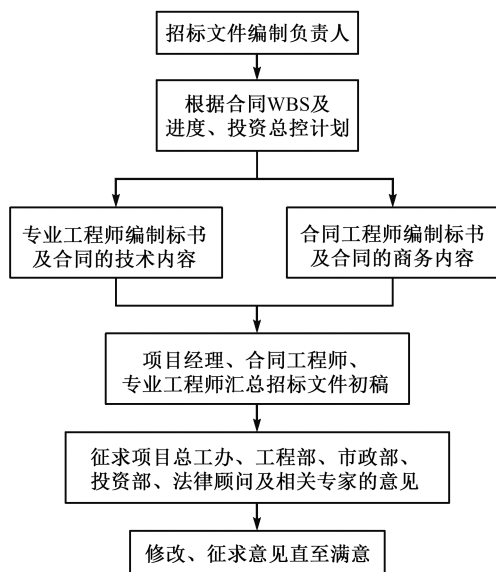 招标文件编制负责人
根据合同WBS及
进度、投资总控计划
专业工程师编制标书
及合同的技术内容
合同工程师编制标书
及合同的商务内容
项目经理、合同工程师、
专业工程师汇总招标文件初稿
征求项目总工办、工程部、市政部、
投资部、法律顾问及相关专家的意见
修改、征求意见直至满意